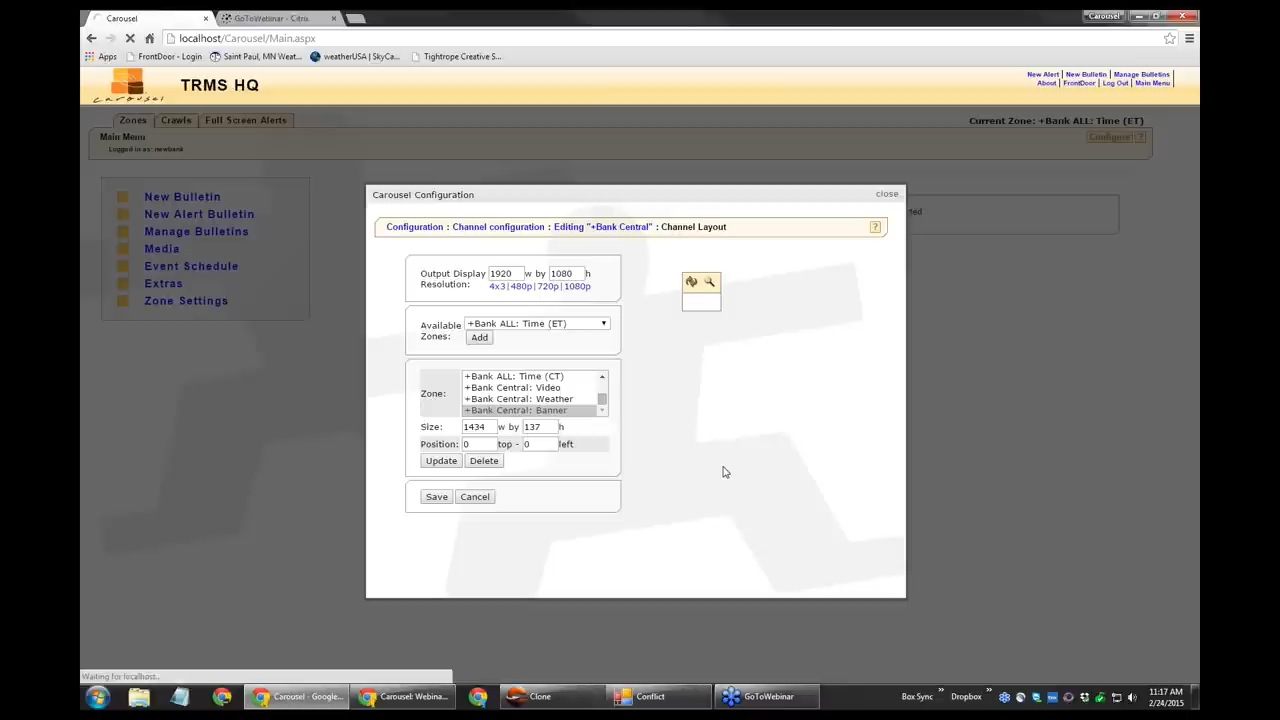 Carousel
GoToWebinar - Citrix
Carousel
localhost/Carousel/Main.aspx
Apps
FrontDoor - Login
Saint Paul, MN Weat...
weatherUSA | SkyCa...
Tightrope Creative S...
carousel
TRMS HQ
New Alert | New Bulletin | Manage Bulletins
About | FrontDoor | Log Out | Main Menu
Zones
Crawls
Full Screen Alerts
Current Zone: +Bank ALL: Time (ET)
Main Menu
Configure
?
Logged in as: newbank
New Bulletin
New Alert Bulletin
Manage Bulletins
Media
Event Schedule
Extras
Zone Settings
Carousel Configuration
close
Configuration : Channel configuration : Editing "+Bank Central" : Channel Layout
?
Output Display 1920 w by 1080 h
Resolution: 4x3|480p|720p|1080p
Available +Bank ALL: Time (ET)
Zones: Add
+Bank ALL: Time (CT)
+Bank Central: Video
Zone:
+Bank Central: Weather
+Bank Central: Banner
Size: 1434 w by 137 h
Position: 0 top - 0 left
Update Delete
Save Cancel
Waiting for localhost...
Carousel - Google...
Carousel: Webina...
Clone
Conflict
GoToWebinar
Box Sync
Dropbox
11:17 AM
2/24/2015